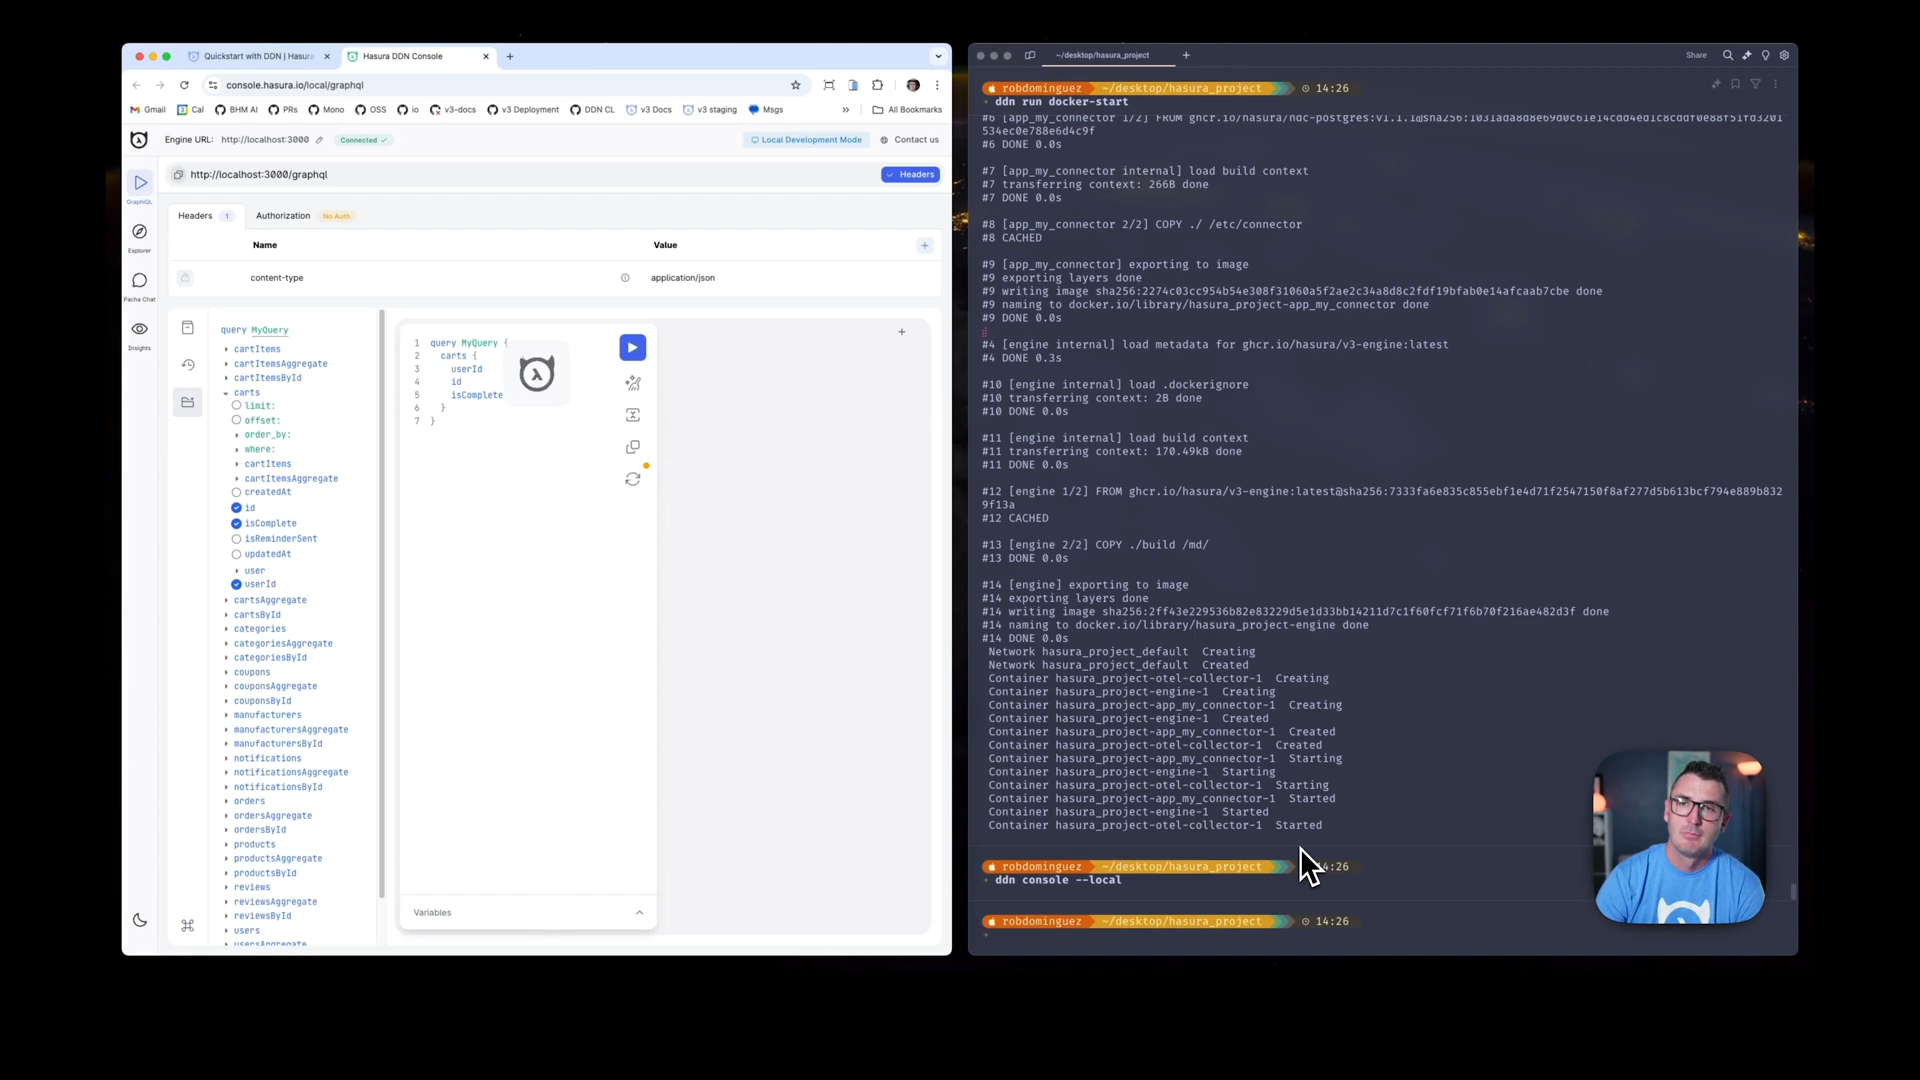 Quickstart with DDN | Hasura
Hasura DDN Console
console.hasura.io/local/graphql
Gmail
Cal
BHM AI
PRs
Mono
OSS
io
v3-docs
v3 Deployment
DDN CL
v3 Docs
v3 staging
Msgs
All Bookmarks
Engine URL: http://localhost:3000
Connected
Local Development Mode
Contact us
http://localhost:3000/graphql
Headers
Headers 1
Authorization No Auth
Name
Value
content-type
application/json
GraphiQL
Explorer
Pacha Chat
Insights
query MyQuery
cartItems
cartItemsAggregate
cartItemsById
carts
limit:
offset:
order_by:
where:
cartItems
cartItemsAggregate
createdAt
id
isComplete
isReminderSent
updatedAt
user
userId
cartsAggregate
cartsById
categories
categoriesAggregate
categoriesById
coupons
couponsAggregate
couponsById
manufacturers
manufacturersAggregate
manufacturersById
notifications
notificationsAggregate
notificationsById
orders
ordersAggregate
ordersById
products
productsAggregate
productsById
reviews
reviewsAggregate
reviewsById
users
usersAggregate
1 query MyQuery {
2 carts {
3 userId
4 id
5 isComplete
6 }
7 }
Variables
~/desktop/hasura_project
Share
robdominguez ~/desktop/hasura_project 14:26
ddn run docker-start
#6 DONE 0.0s
#7 [app_my_connector internal] load build context
#7 transferring context: 266B done
#7 DONE 0.0s
#8 [app_my_connector 2/2] COPY ./ /etc/connector
#8 CACHED
#9 [app_my_connector] exporting to image
#9 exporting layers done
#9 writing image sha256:2274c03cc954b54e308f31060a5f2ae2c34a8d8c2fdf19bfab0e14afcaab7cbe done
#9 naming to docker.io/library/hasura_project-app_my_connector done
#9 DONE 0.0s
#4 [engine internal] load metadata for ghcr.io/hasura/v3-engine:latest
#4 DONE 0.3s
#10 [engine internal] load .dockerignore
#10 transferring context: 2B done
#10 DONE 0.0s
#11 [engine internal] load build context
#11 transferring context: 170.49kB done
#11 DONE 0.0s
#12 [engine 1/2] FROM ghcr.io/hasura/v3-engine:latest@sha256:7333fa6e835c855ebf1e4d71f2547150f8af277d5b613bcf794e889b832
9f13a
#12 CACHED
#13 [engine 2/2] COPY ./build /md/
#13 DONE 0.0s
#14 [engine] exporting to image
#14 exporting layers done
#14 writing image sha256:2ff43e229536b82e83229d5e1d33bb14211d7c1f60fcf71f6b70f216ae482d3f done
#14 naming to docker.io/library/hasura_project-engine done
#14 DONE 0.0s
Network hasura_project_default Creating
Network hasura_project_default Created
Container hasura_project-otel-collector-1 Creating
Container hasura_project-engine-1 Creating
Container hasura_project-app_my_connector-1 Creating
Container hasura_project-engine-1 Created
Container hasura_project-app_my_connector-1 Created
Container hasura_project-otel-collector-1 Created
Container hasura_project-app_my_connector-1 Starting
Container hasura_project-engine-1 Starting
Container hasura_project-otel-collector-1 Starting
Container hasura_project-app_my_connector-1 Started
Container hasura_project-engine-1 Started
Container hasura_project-otel-collector-1 Started
robdominguez ~/desktop/hasura_project 14:26
ddn console --local
robdominguez ~/desktop/hasura_project 14:26